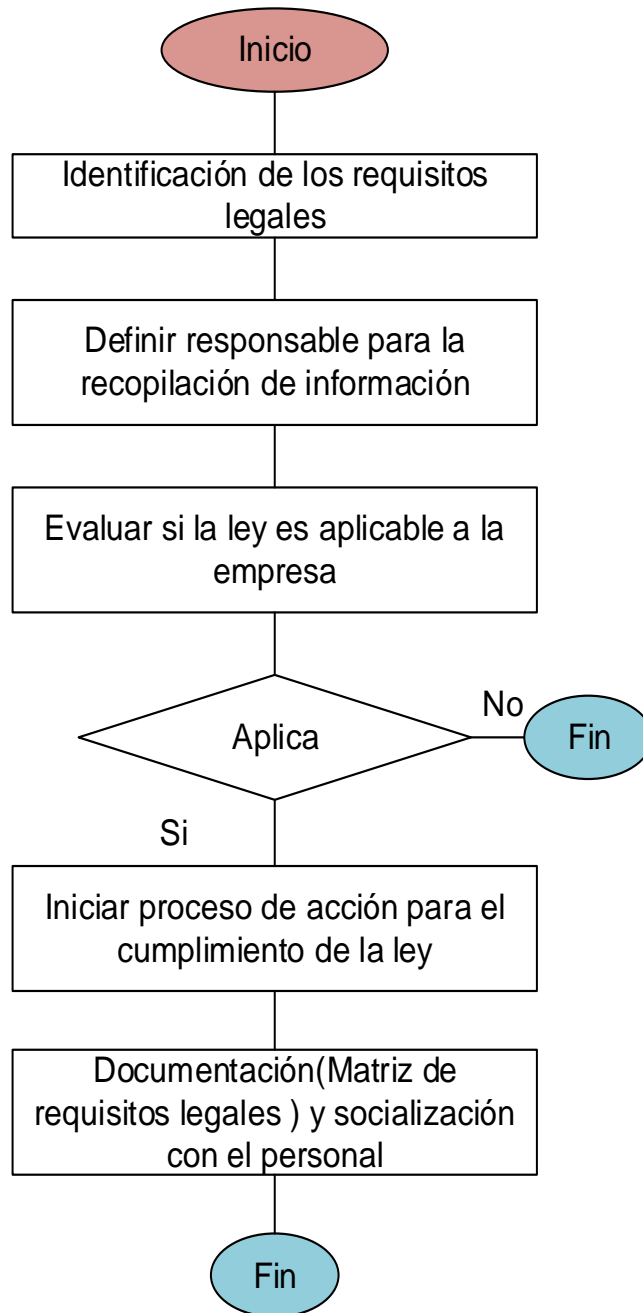 Inicio
Identificación de los requisitos
legales
Definir responsable para la
recopilación de información
Evaluar si la ley es aplicable a la
empresa
Aplica
No
Fin
Si
Iniciar proceso de acción para el
cumplimiento de la ley
Documentación(Matriz de
requisitos legales ) y socialización
con el personal
Fin